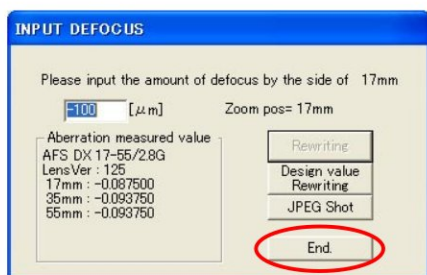 INPUT DEFOCUS
Please input the amount of defocus by the side of 17mm
-100 [μm] Zoom pos= 17mm
Aberration measured value
AFS DX 17-55/2.8G
LensVer : 125
17mm : -0.087500
35mm : -0.093750
55mm : -0.093750
Rewriting
Design value
Rewriting
JPEG Shot
End.